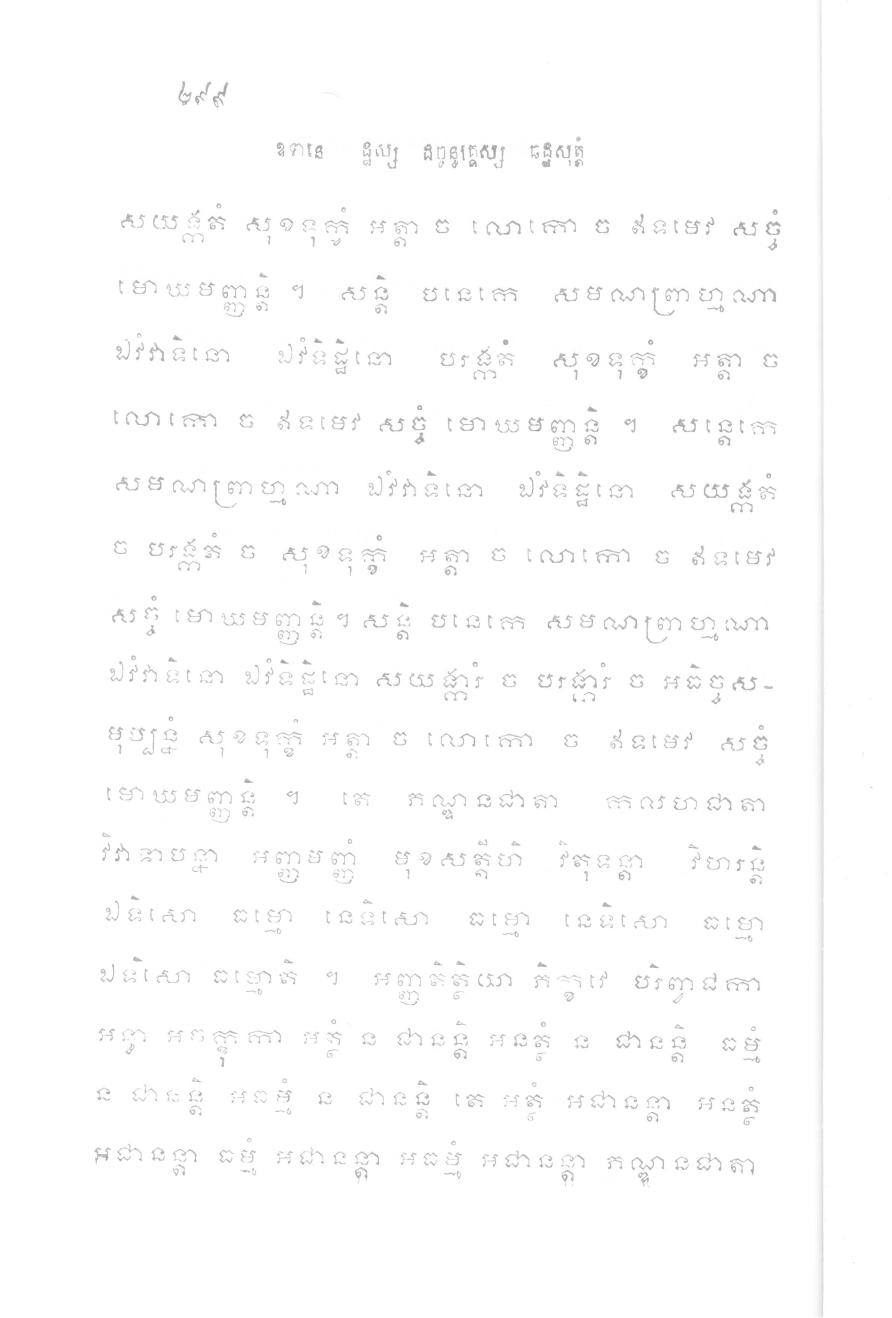 ២៩៩
ឧទានេ ដ្ឋស្ស ជច្ចន្ធវគ្គស្ស ឆដ្ឋសុត្តំ
សយង្កតំ សុខទុក្ខំ អត្តា ច លោកោ ច ឥទមេវ សច្ចំ
មោឃមញ្ញន្តិ ។ សន្តិ បនេកេ សមណព្រាហ្មណា
ឯវំវាទិនោ ឯវំទិដ្ឋិនោ បរង្កតំ សុខទុក្ខំ អត្តា ច
លោកោ ច ឥទមេវ សច្ចំ មោឃមញ្ញន្តិ ។ សន្តេកេ
សមណព្រាហ្មណា ឯវំវាទិនោ ឯវំទិដ្ឋិនោ សយង្កតំ
ច បរង្កតំ ច សុខទុក្ខំ អត្តា ច លោកោ ច ឥទមេវ
សច្ចំ មោឃមញ្ញន្តិ ។ សន្តិ បនេកេ សមណព្រាហ្មណា
ឯវំវាទិនោ ឯវំទិដ្ឋិនោ សយង្ការំ ច បរង្ការំ ច អធិច្ចស-
មុប្បន្នំ សុខទុក្ខំ អត្តា ច លោកោ ច ឥទមេវ សច្ចំ
មោឃមញ្ញន្តិ ។ តេ ភណ្ឌនជាតា កលហជាតា
វិវាទាបន្នា អញ្ញមញ្ញំ មុខសត្តីហិ វិតុទន្តា វិហរន្តិ
ឯទិសោ ធម្មោ នេទិសោ ធម្មោ នេទិសោ ធម្មោ
ឯទិសោ ធម្មោតិ ។ អញ្ញតិត្ថិយា ភិក្ខវេ បរិព្វាជកា
អន្ធា អចក្ខុកា អត្ថំ ន ជានន្តិ អនត្ថំ ន ជានន្តិ ធម្មំ
ន ជានន្តិ អធម្មំ ន ជានន្តិ តេ អត្ថំ អជានន្តា អនត្ថំ
អជានន្តា ធម្មំ អជានន្តា អធម្មំ អជានន្តា ភណ្ឌនជាតា